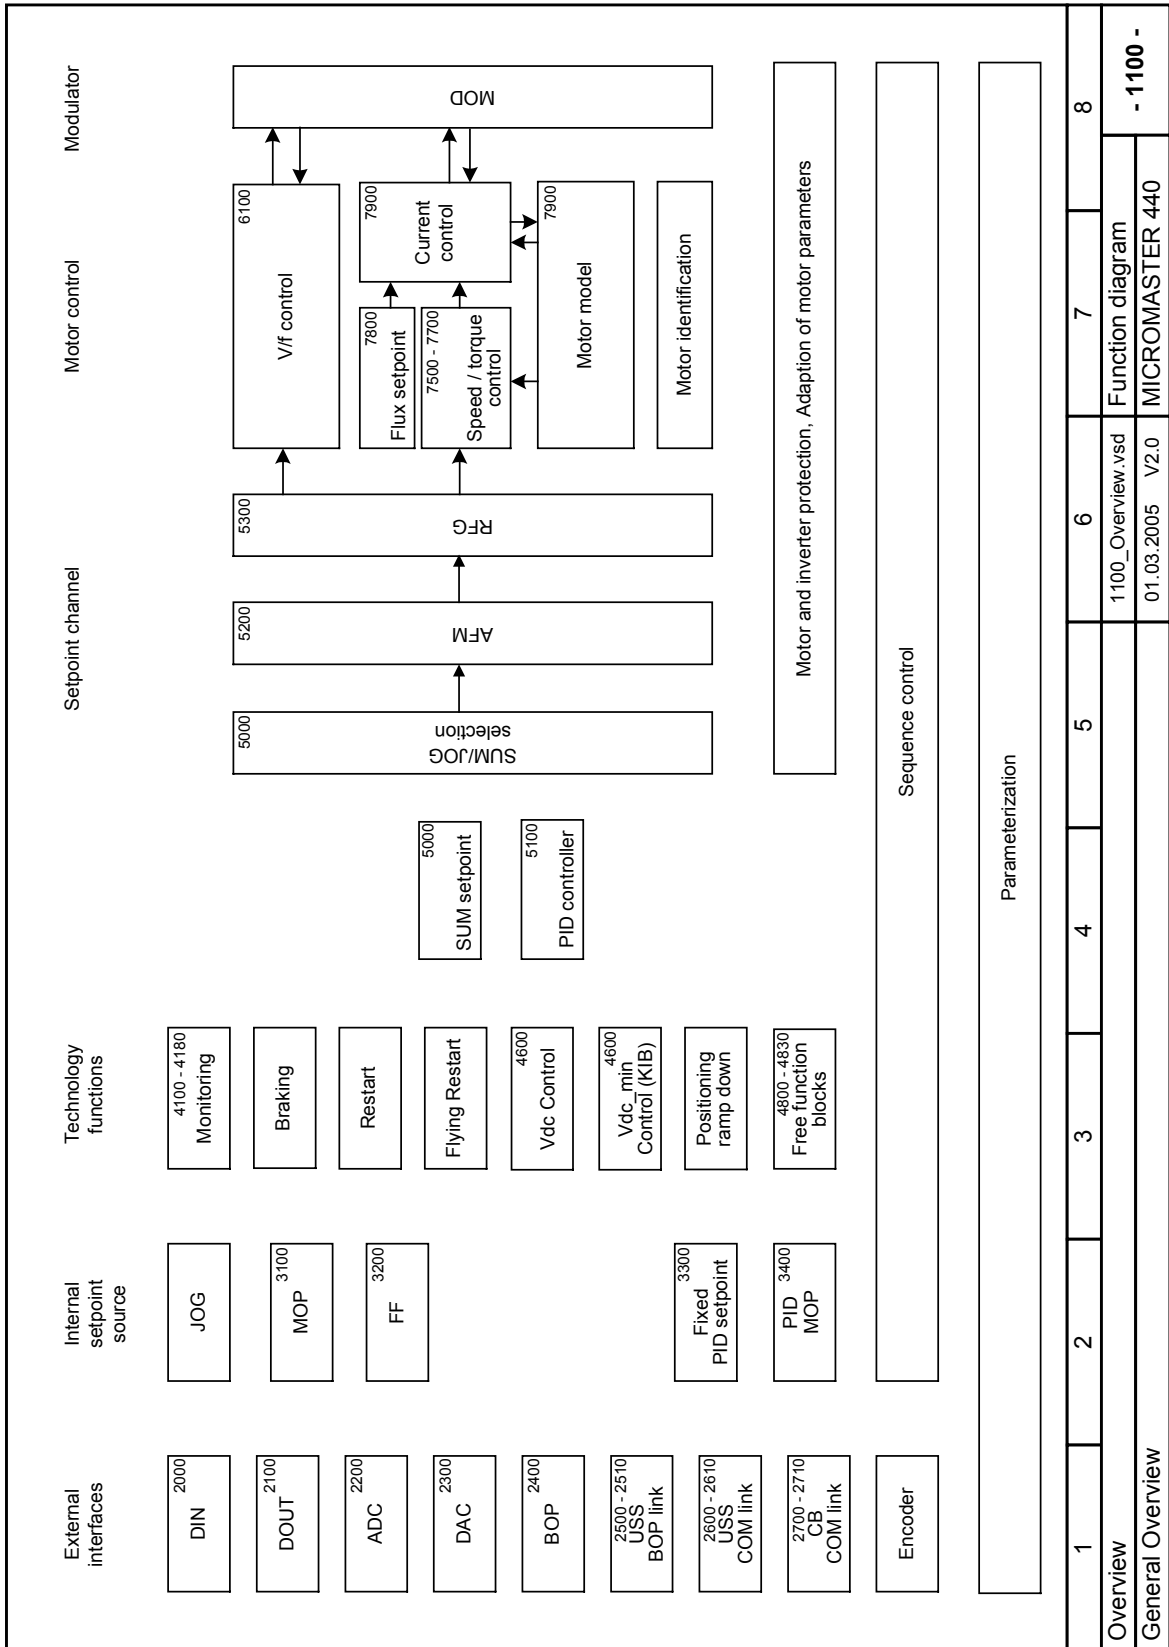 External
interfaces
Internal
setpoint
source
Technology
functions
Setpoint channel
Motor control
Modulator
2000
DIN
2100
DOUT
2200
ADC
2300
DAC
2400
BOP
2500 - 2510
USS
BOP link
2600 - 2610
USS
COM link
2700 - 2710
CB
COM link
Encoder
JOG
3100
MOP
3200
FF
3300
Fixed
PID setpoint
3400
PID
MOP
4100 - 4180
Monitoring
Braking
Restart
Flying Restart
4600
Vdc Control
4600
Vdc_min
Control (KIB)
Positioning
ramp down
4800 - 4830
Free function
blocks
5000
SUM setpoint
5100
PID controller
5000
SUM/JOG
selection
5200
AFM
5300
RFG
6100
V/f control
7800
Flux setpoint
7500 - 7700
Speed / torque
control
7900
Current
control
7900
Motor model
Motor identification
MOD
Motor and inverter protection, Adaption of motor parameters
Sequence control
Parameterization
1 2 3 4 5 6 7 8
Overview
1100_Overview.vsd
Function diagram
- 1100 -
General Overview
01.03.2005 V2.0
MICROMASTER 440